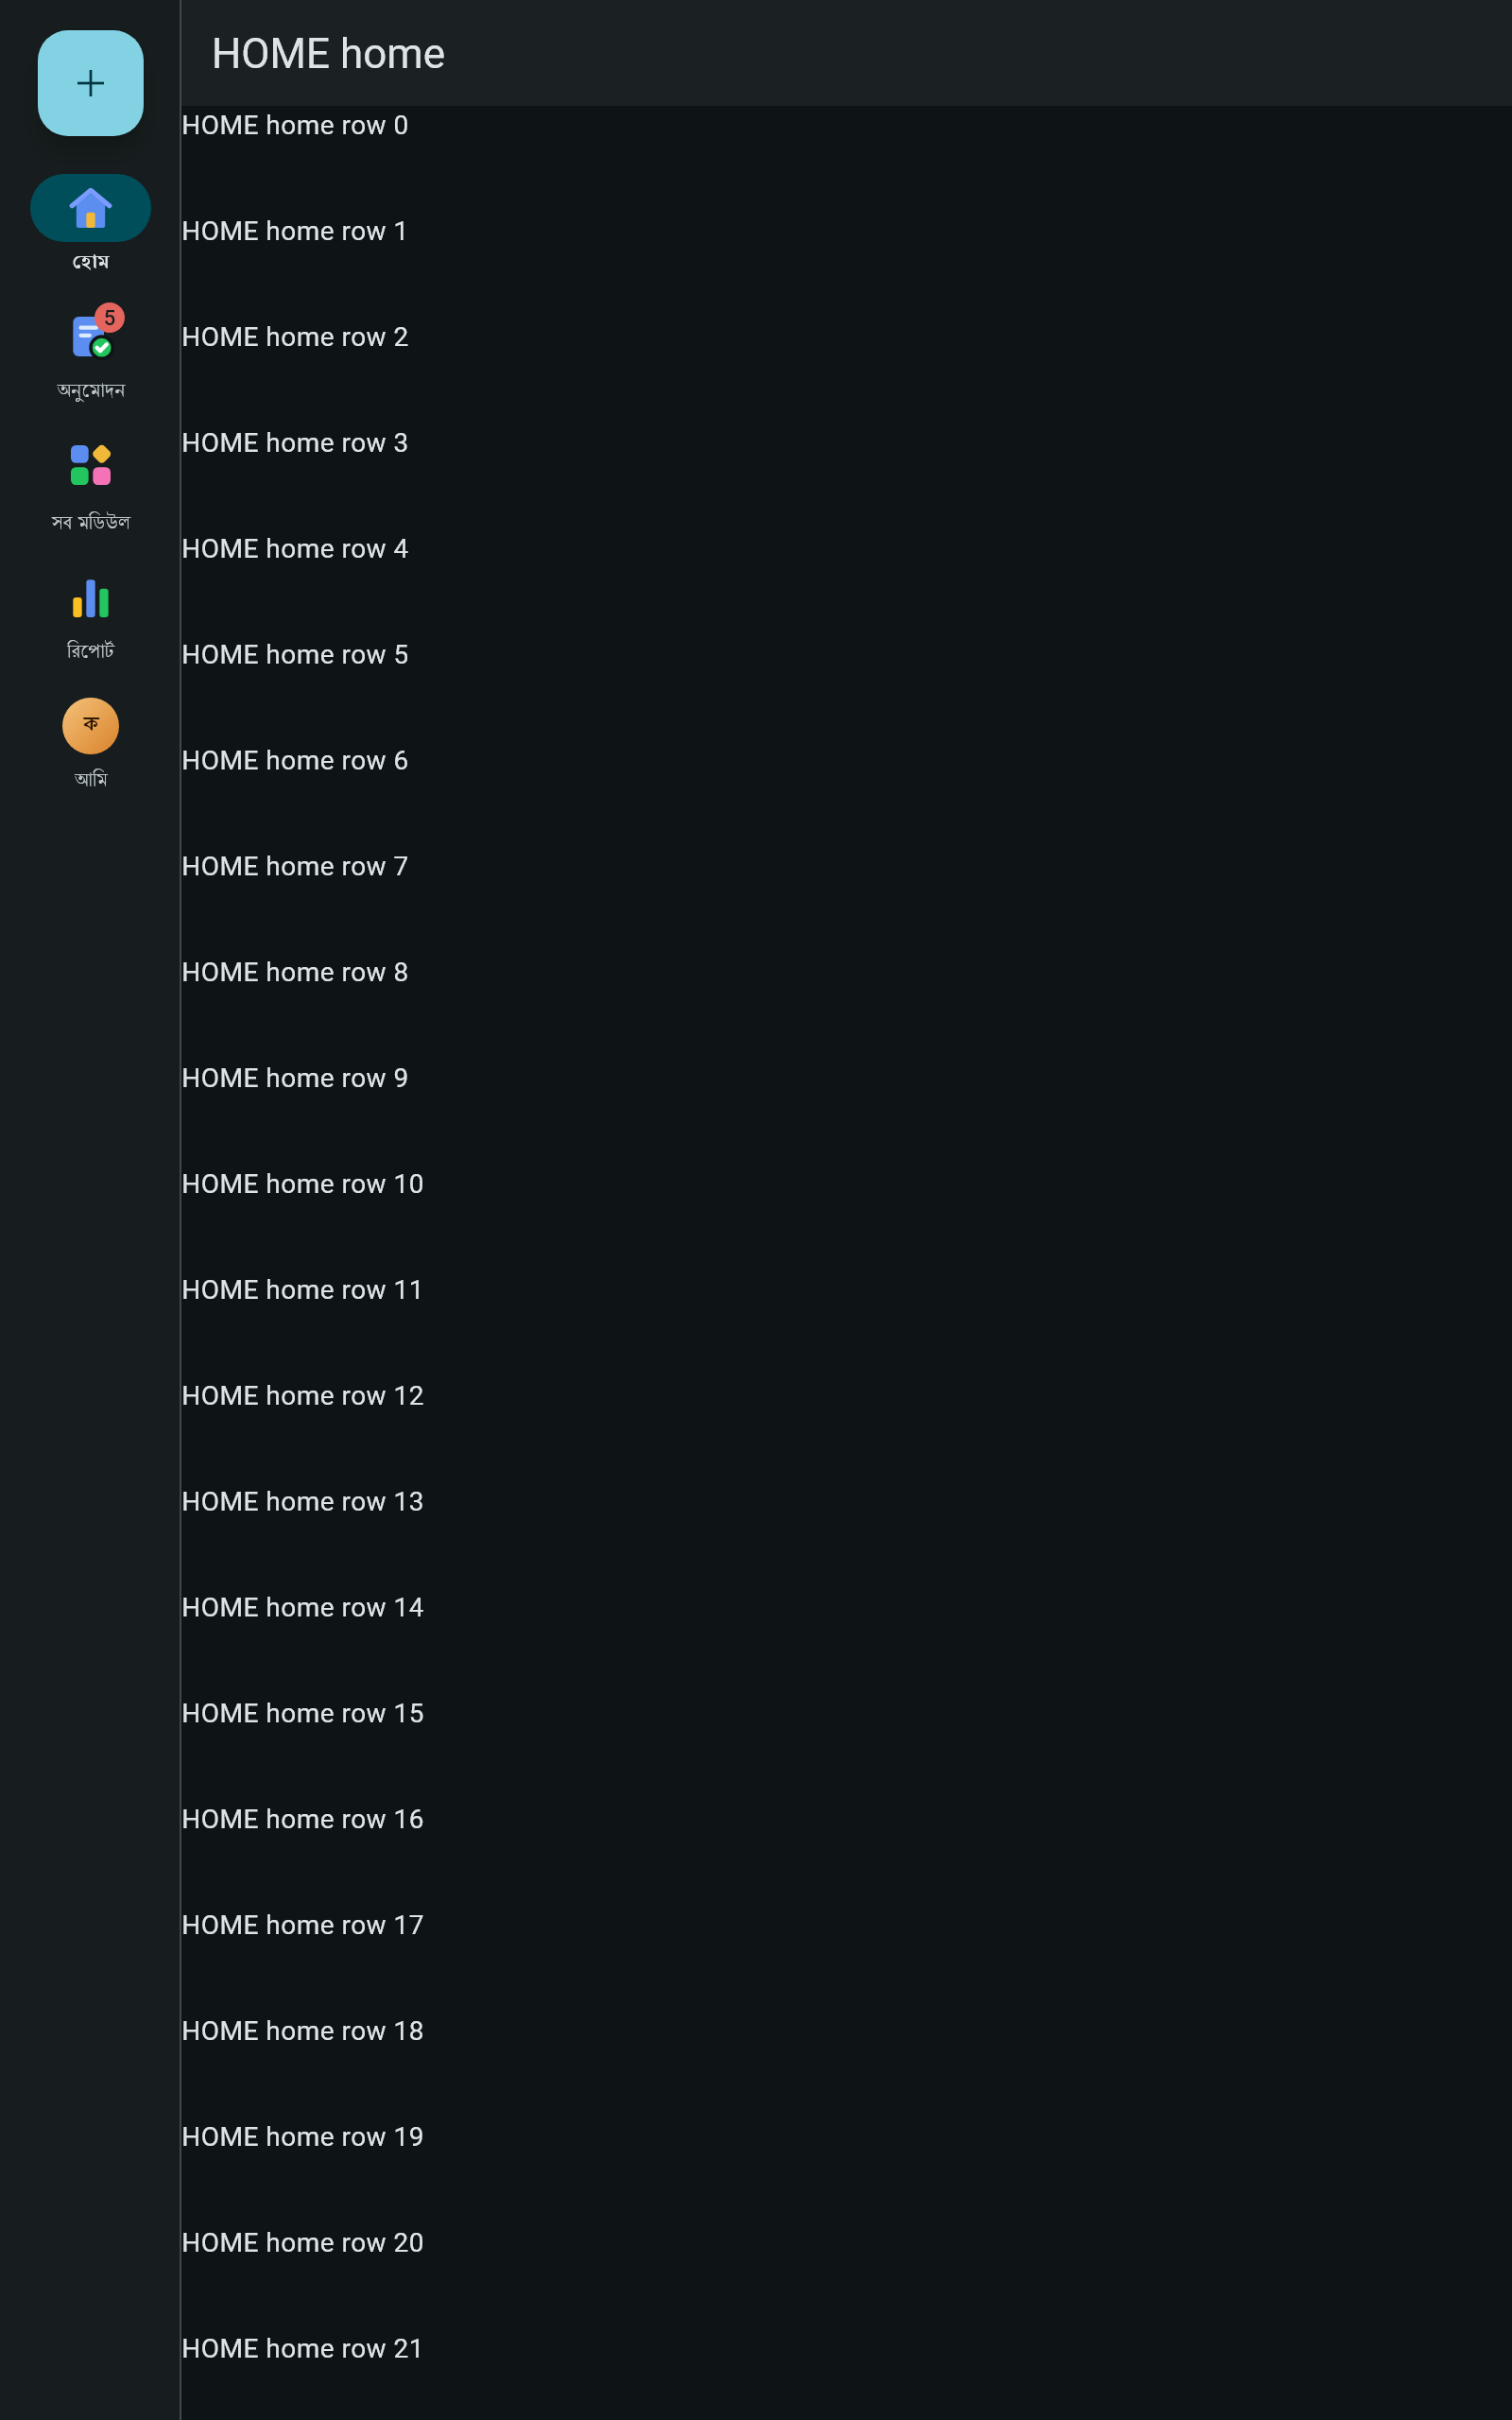 HOME home
হোম
5
অনুমোদন
সব মডিউল
রিপোর্ট
ক
আমি
HOME home row 0
HOME home row 1
HOME home row 2
HOME home row 3
HOME home row 4
HOME home row 5
HOME home row 6
HOME home row 7
HOME home row 8
HOME home row 9
HOME home row 10
HOME home row 11
HOME home row 12
HOME home row 13
HOME home row 14
HOME home row 15
HOME home row 16
HOME home row 17
HOME home row 18
HOME home row 19
HOME home row 20
HOME home row 21